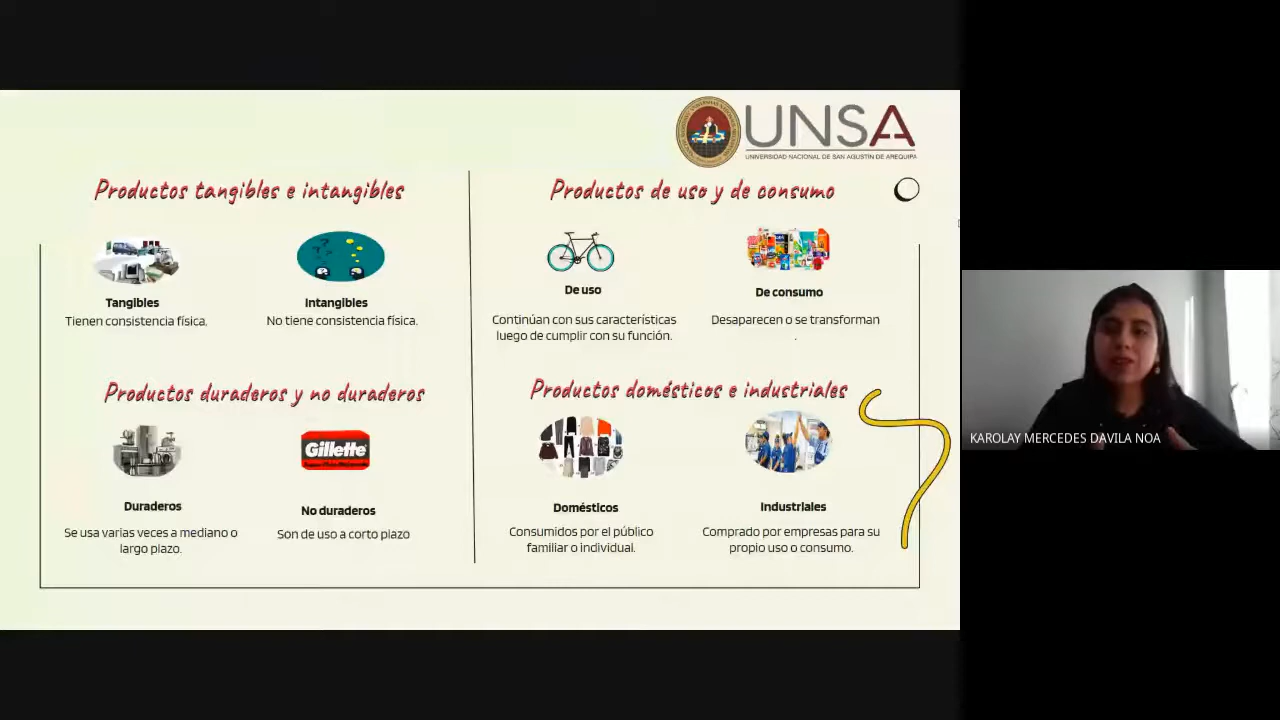 UNSA
UNIVERSIDAD NACIONAL DE SAN AGUSTÍN DE AREQUIPA
Productos tangibles e intangibles
Tangibles
Tienen consistencia física.
Intangibles
No tiene consistencia física.
Productos de uso y de consumo
De uso
Continúan con sus características
luego de cumplir con su función.
De consumo
Desaparecen o se transforman
.
Productos duraderos y no duraderos
Duraderos
Se usa varias veces a mediano o
largo plazo.
Gillette
No duraderos
Son de uso a corto plazo
Productos domésticos e industriales
Domésticos
Consumidos por el público
familiar o individual.
Industriales
Comprado por empresas para su
propio uso o consumo.
KAROLAY MERCEDES DAVILA NOA